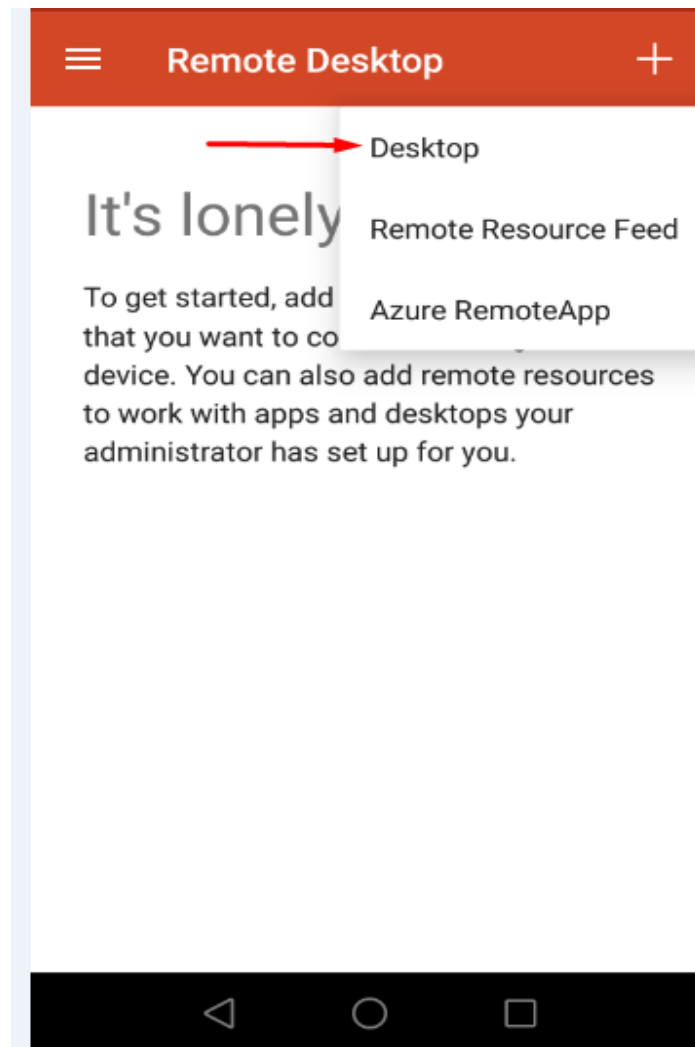 Remote Desktop
Desktop
It's lonely
Remote Resource Feed
To get started, add
Azure RemoteApp
that you want to co
device. You can also add remote resources
to work with apps and desktops your
administrator has set up for you.